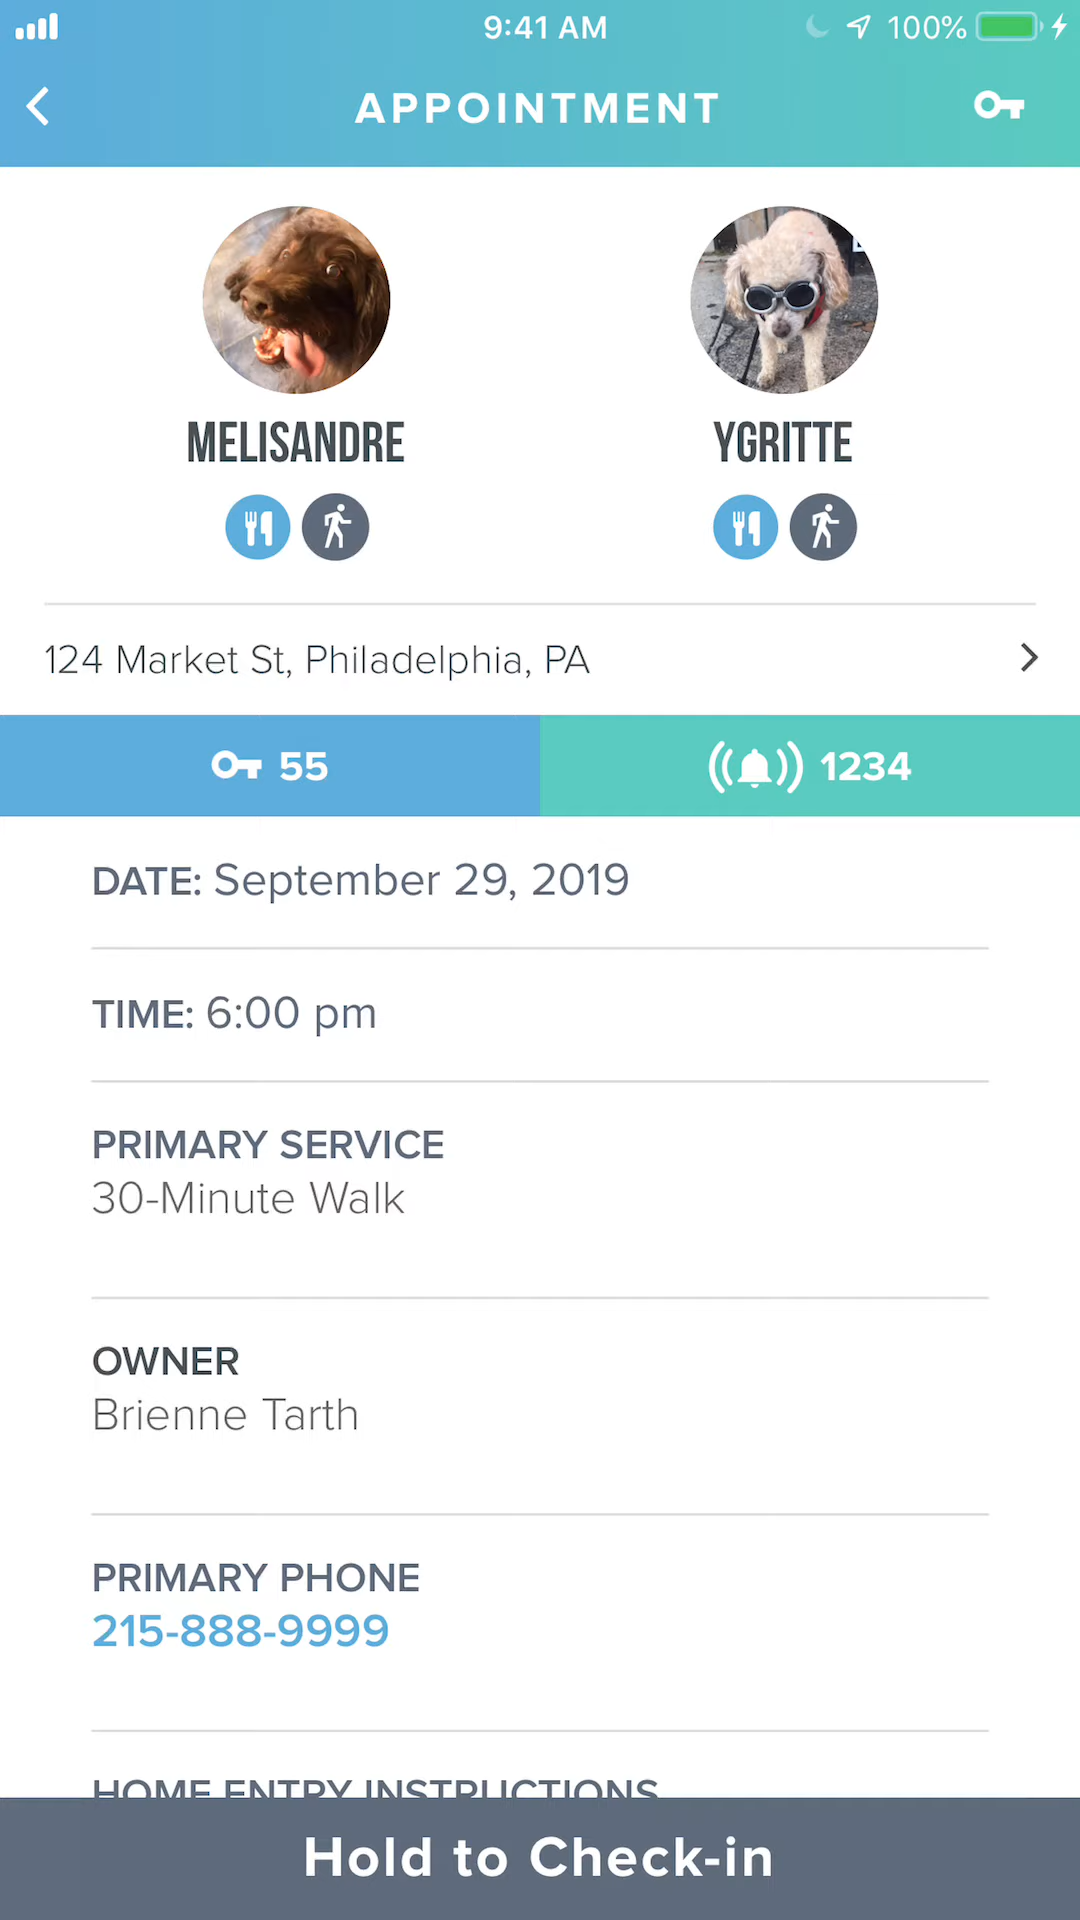 9:41 AM
100%
APPOINTMENT
MELISANDRE
YGRITTE
124 Market St, Philadelphia, PA
55
1234
DATE: September 29, 2019
TIME: 6:00 pm
PRIMARY SERVICE
30-Minute Walk
OWNER
Brienne Tarth
PRIMARY PHONE
215-888-9999
HOME ENTRY INSTRUCTIONS
Hold to Check-in